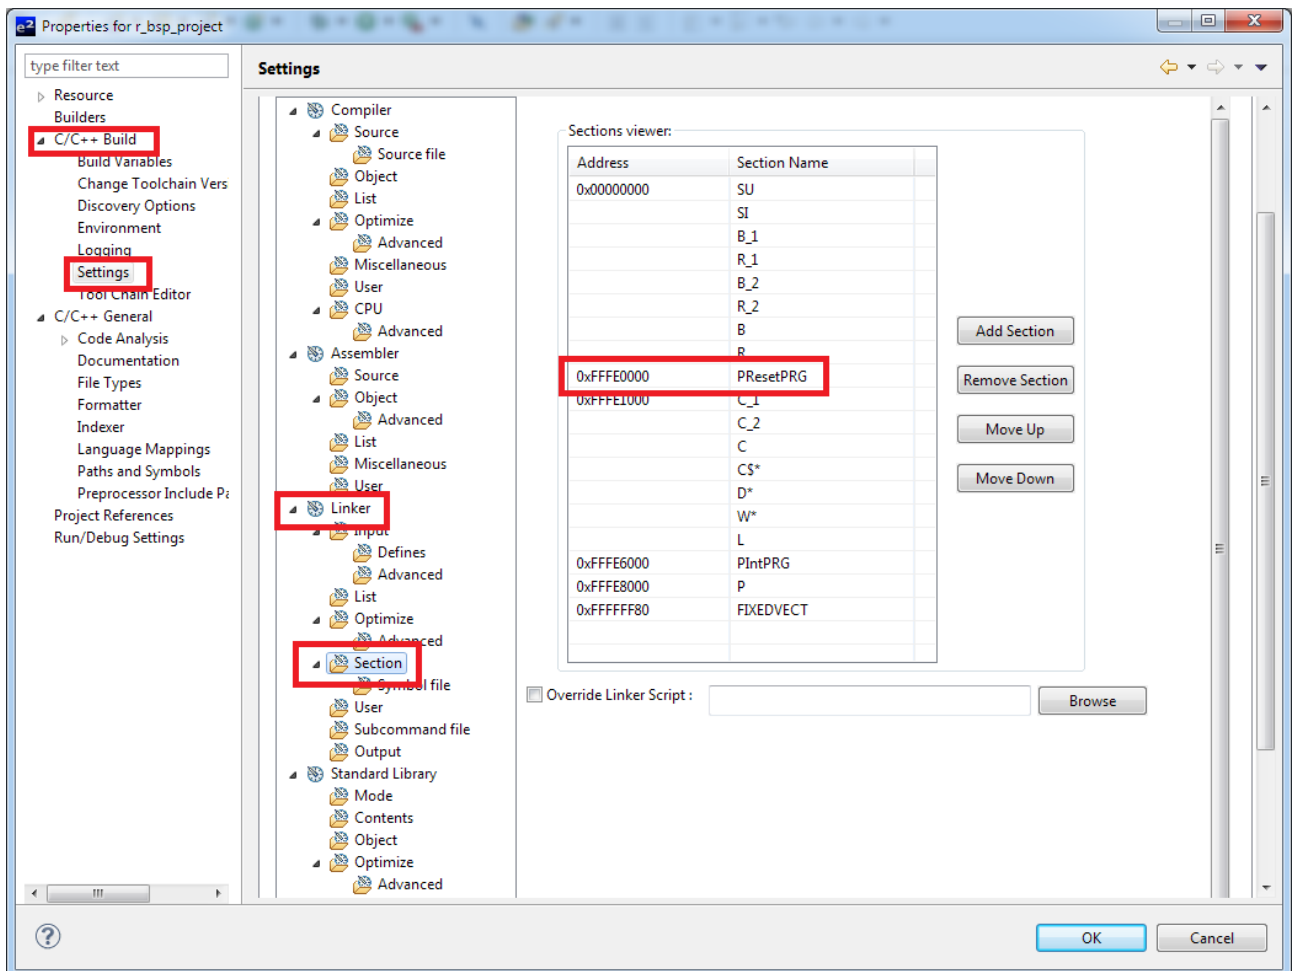 e2 Properties for r_bsp_project
type filter text
Settings
Resource
Builders
C/C++ Build
Build Variables
Change Toolchain Vers
Discovery Options
Environment
Logging
Settings
Tool Chain Editor
C/C++ General
Code Analysis
Documentation
File Types
Formatter
Indexer
Language Mappings
Paths and Symbols
Preprocessor Include Pa
Project References
Run/Debug Settings
Compiler
Source
Source file
Object
List
Optimize
Advanced
Miscellaneous
User
CPU
Advanced
Assembler
Source
Object
Advanced
List
Miscellaneous
User
Linker
Input
Defines
Advanced
List
Optimize
Advanced
Section
Symbol file
User
Subcommand file
Output
Standard Library
Mode
Contents
Object
Optimize
Advanced
Sections viewer:
Address Section Name
0x00000000 SU
SI
B_1
R_1
B_2
R_2
B
R
0xFFFE0000 PResetPRG
0xFFFE1000 C_1
C_2
C
C$*
D*
W*
L
0xFFFE6000 PIntPRG
0xFFFE8000 P
0xFFFFFF80 FIXEDVECT
Add Section
Remove Section
Move Up
Move Down
Override Linker Script :
Browse
OK
Cancel